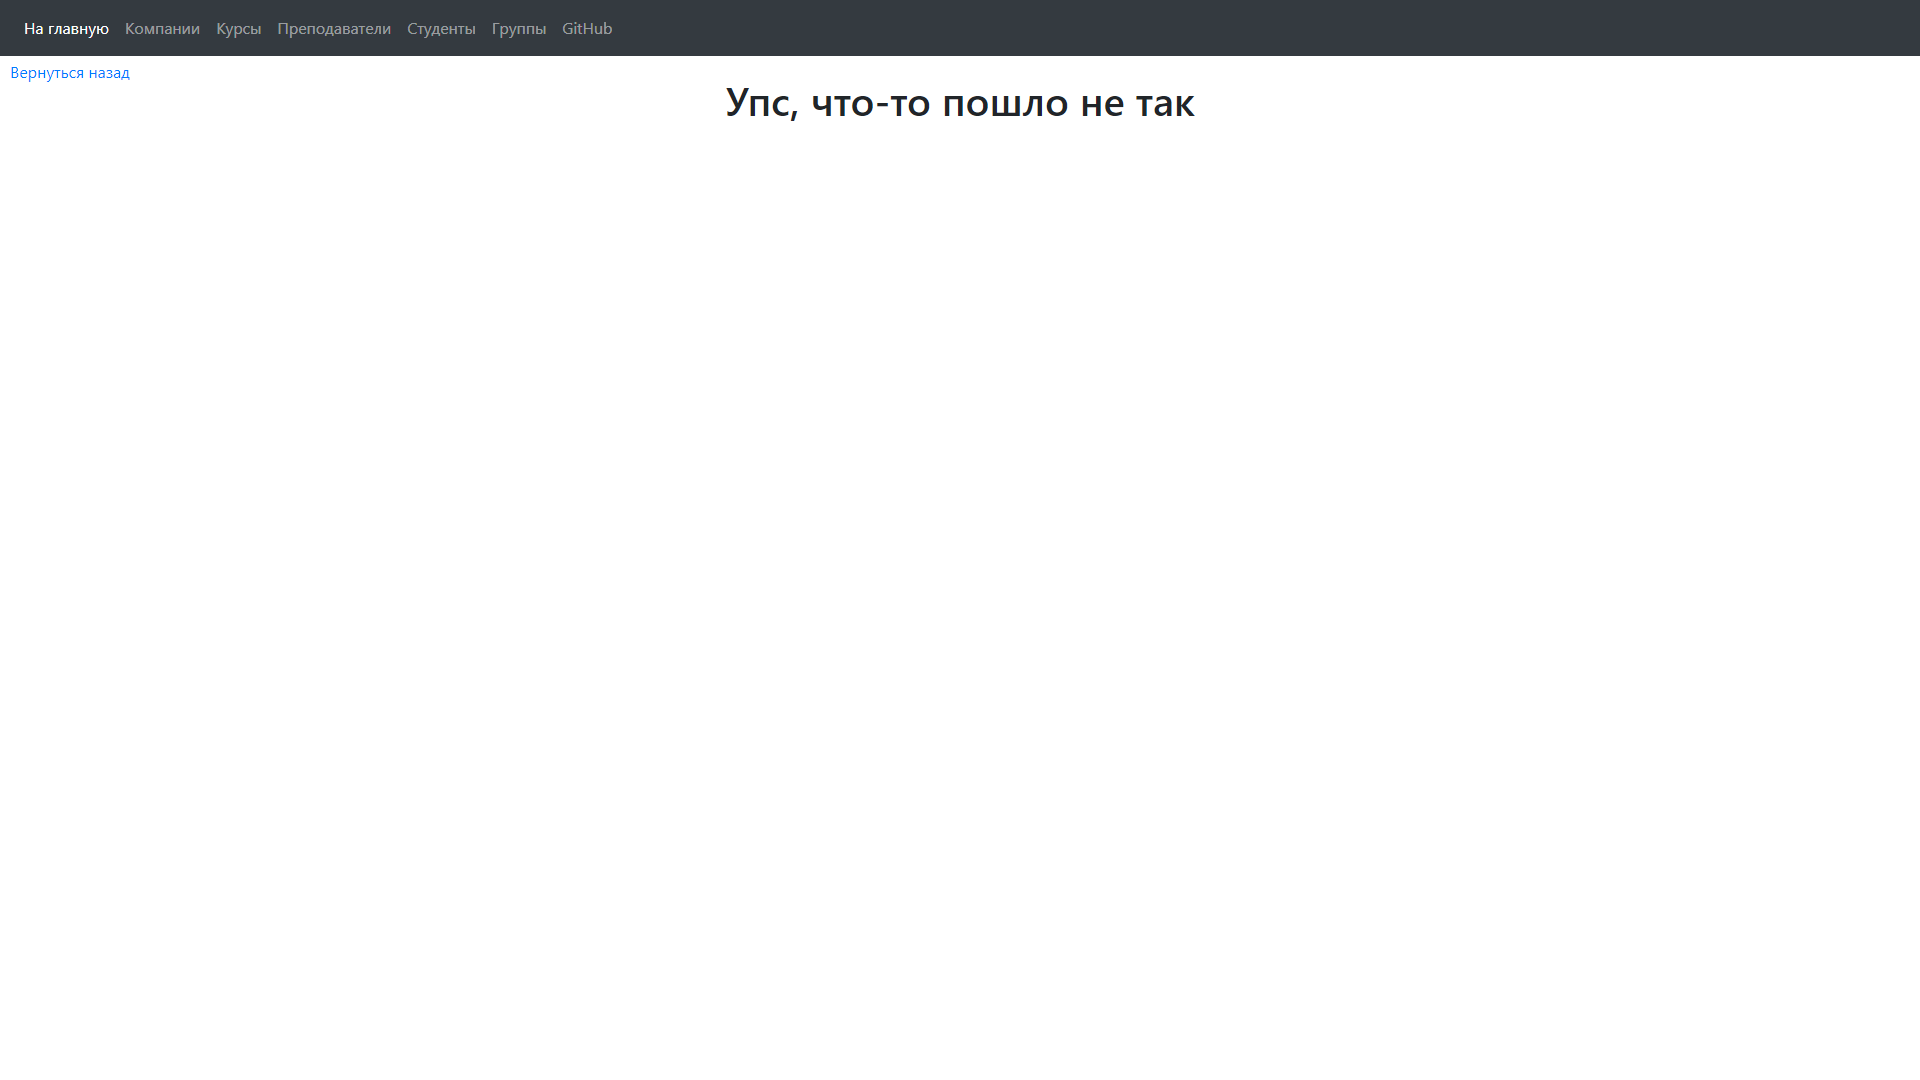 На главную Компании Курсы Преподаватели Студенты Группы GitHub
Вернуться назад
Упс, что-то пошло не так